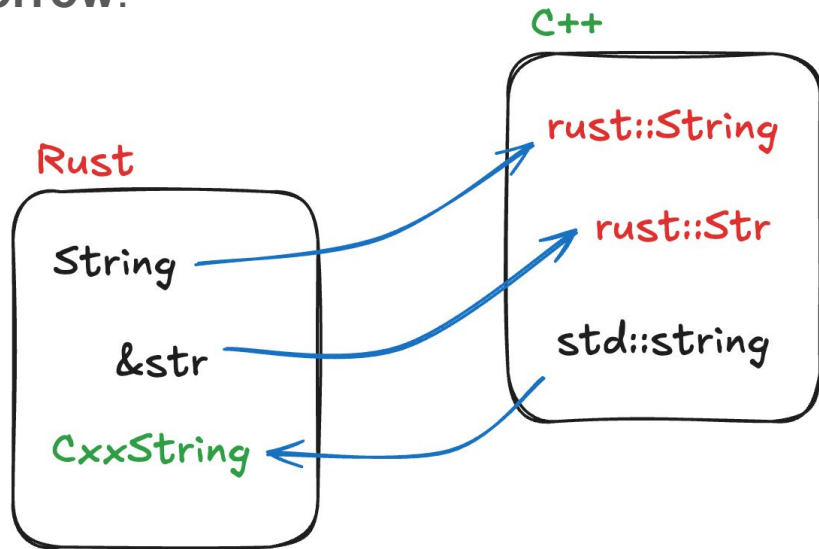 C++
rust::String
Rust
rust::Str
String
std::string
&str
CxxString